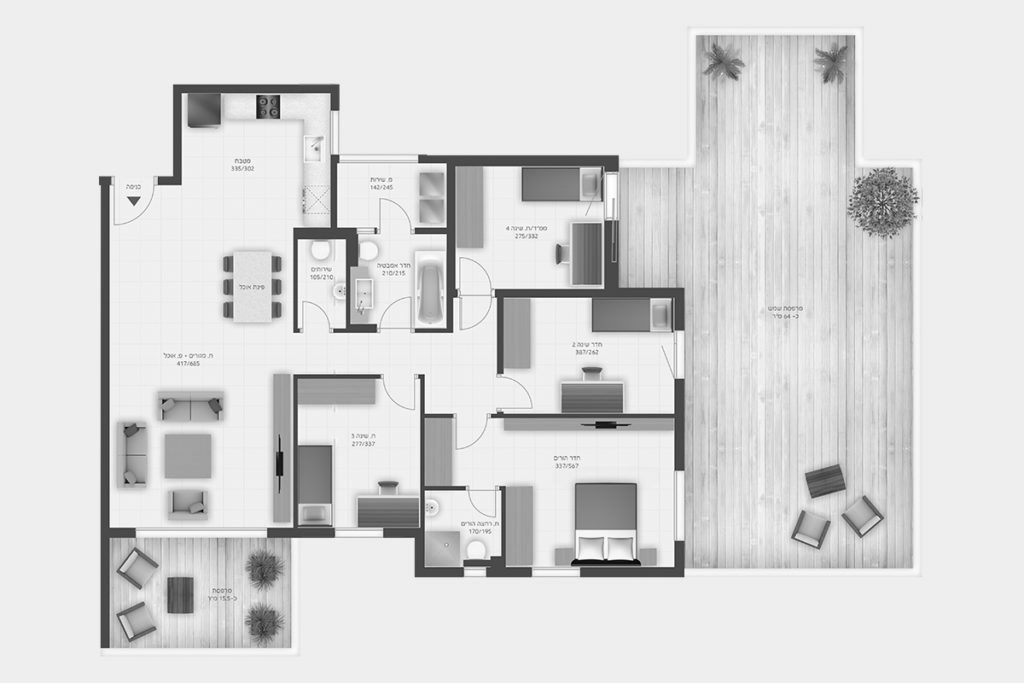 מטבח
335/302
כניסה
מ. שירות
142/245
ממ"ד/ח. שינה 4
275/332
שירותים
105/210
חדר אמבטיה
210/215
פינת אוכל
מרפסת שמש
כ- 64 מ"ר
ח. מגורים + פ. אוכל
417/685
חדר שינה 2
387/262
ח. שינה 3
277/337
חדר הורים
337/567
ח. רחצה הורים
170/195
מרפסת
כ-15.5 מ"ר